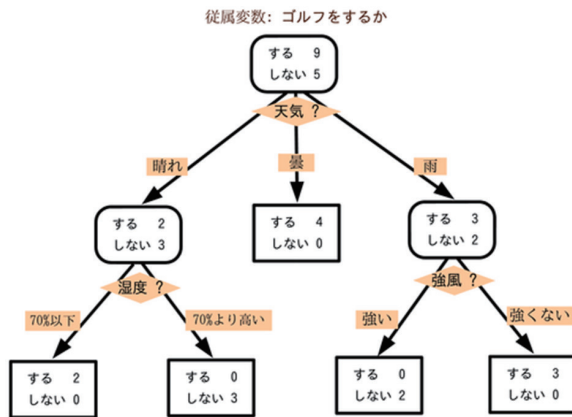 従属変数: ゴルフをするか
する 9
しない 5
天気 ?
晴れ
曇
雨
する 2
しない 3
する 4
しない 0
する 3
しない 2
湿度 ?
強風 ?
70%以下
70%より高い
強い
強くない
する 2
しない 0
する 0
しない 3
する 0
しない 2
する 3
しない 0